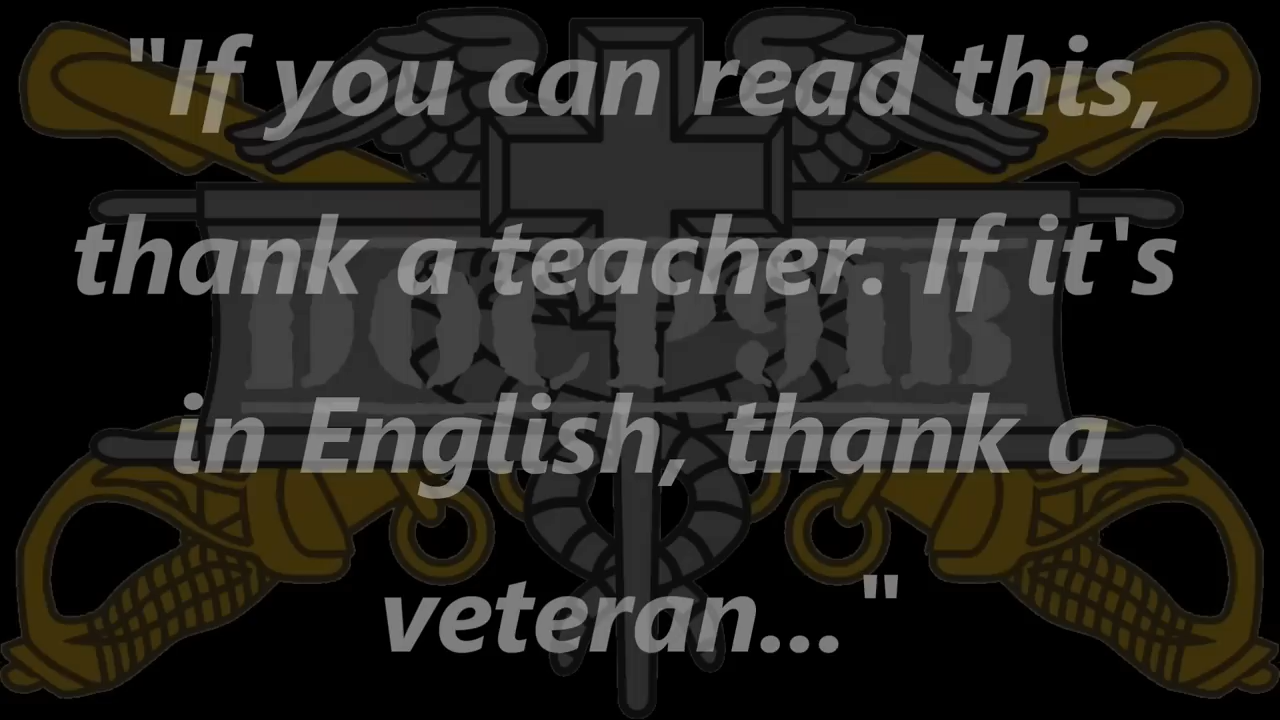 "If you can read this,
thank a teacher. If it's
DOCP91B
in English, thank a
veteran..."